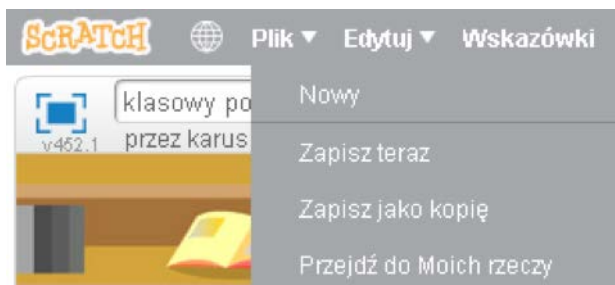 SCRATCH Plik ▼ Edytuj ▼ Wskazówki
klasowy po
v452.1 przez karus
Nowy
Zapisz teraz
Zapisz jako kopię
Przejdź do Moich rzeczy